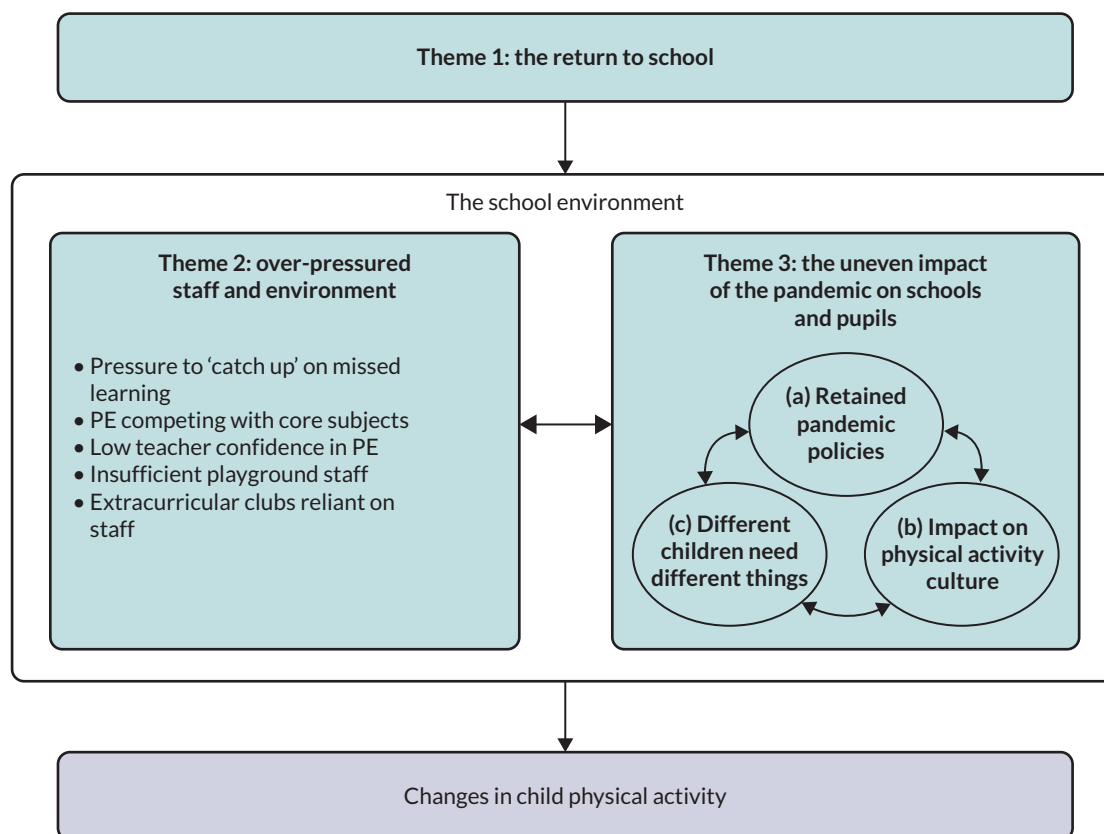 Theme 1: the return to school
The school environment
Theme 2: over-pressured
staff and environment
• Pressure to ‘catch up’ on missed
learning
• PE competing with core subjects
• Low teacher confidence in PE
• Insufficient playground staff
• Extracurricular clubs reliant on
staff
Theme 3: the uneven impact
of the pandemic on schools
and pupils
(a) Retained
pandemic
policies
(b) Impact on
physical activity
culture
(c) Different
children need
different things
Changes in child physical activity